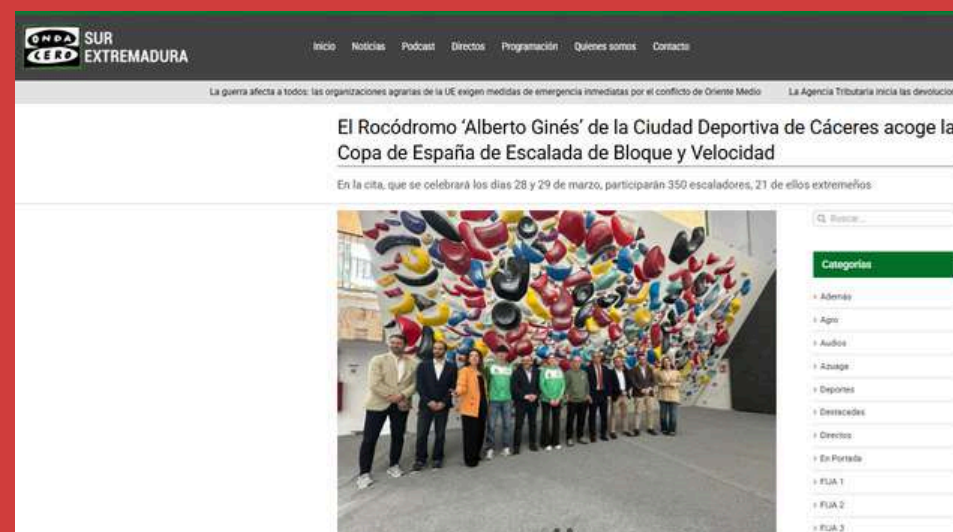 ONDA CERO
SUR EXTREMADURA
Inicio Noticias Podcast Directos Programación Quienes somos Contacto
La guerra afecta a todos: las organizaciones agrarias de la UE exigen medidas de emergencia inmediatas por el conflicto de Oriente Medio La Agencia Tributaria inicia las devolucion
El Rocódromo ‘Alberto Ginés’ de la Ciudad Deportiva de Cáceres acoge la
Copa de España de Escalada de Bloque y Velocidad
En la cita, que se celebrará los días 28 y 29 de marzo, participarán 350 escaladores, 21 de ellos extremeños
Buscar...
Categorías
Además
Agro
Audios
Azuaga
Deportes
Destacadas
Directos
En Portada
FIJA 1
FIJA 2
FIJA 3